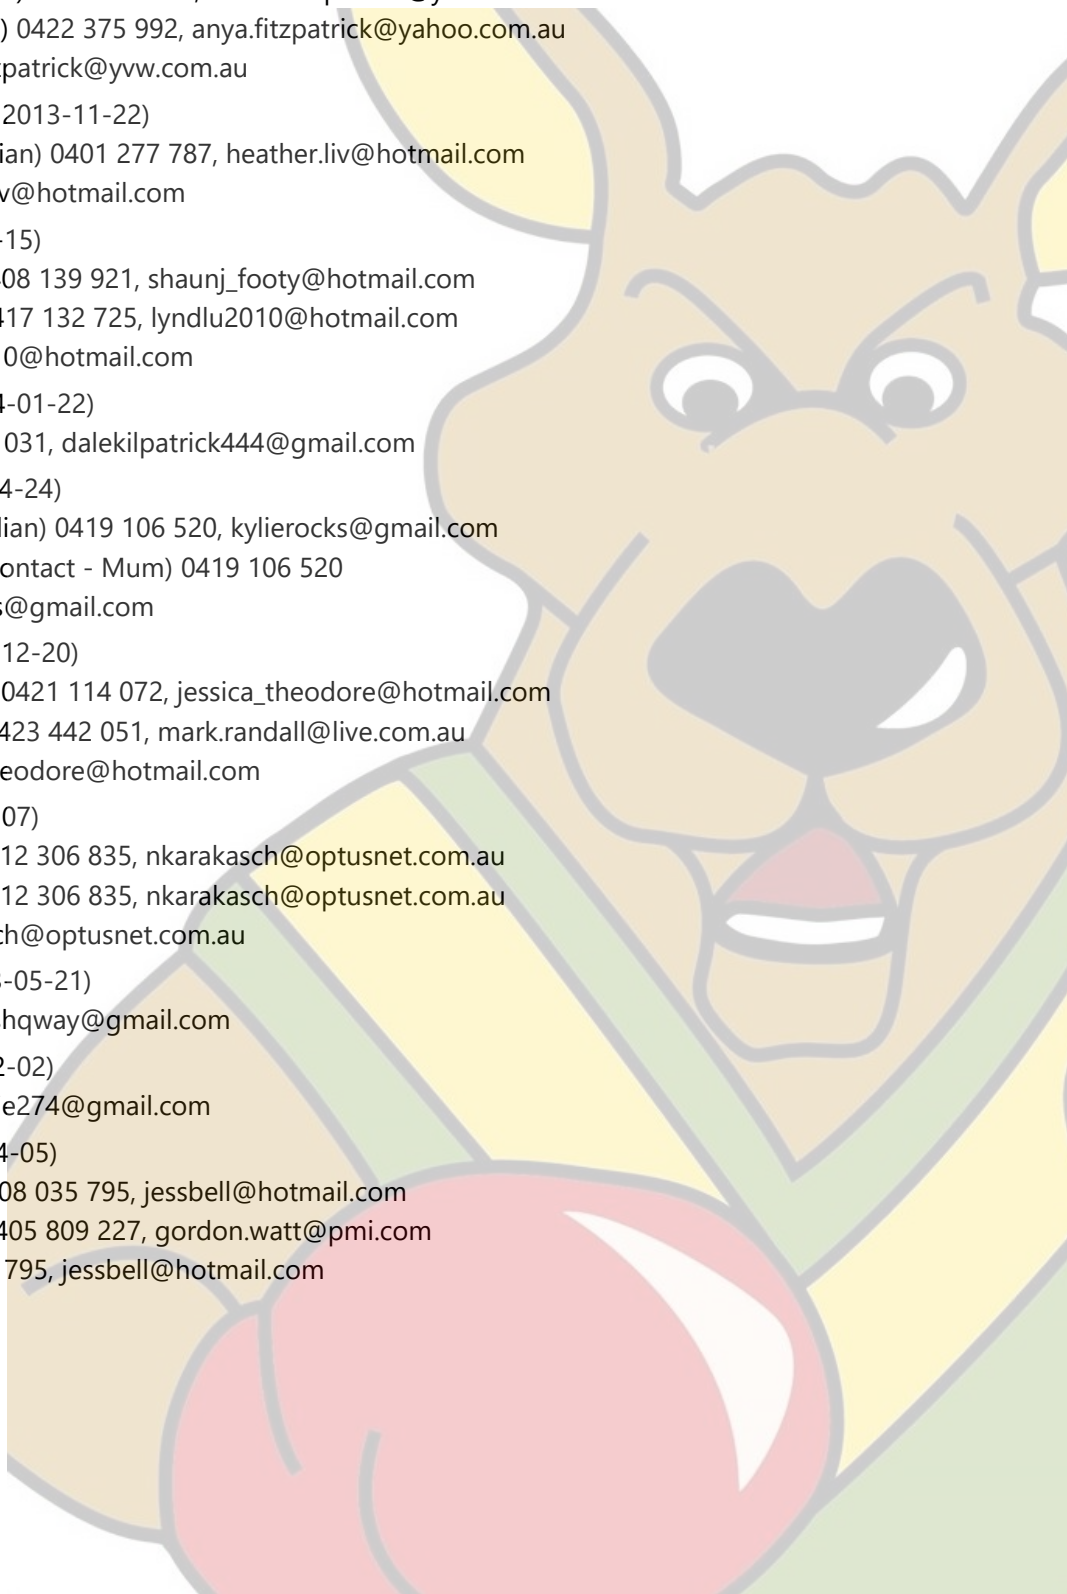 ) 0422 375 992, anya.fitzpatrick@yahoo.com.au
patrick@yvw.com.au
2013-11-22)
ian) 0401 277 787, heather.liv@hotmail.com
v@hotmail.com
-15)
08 139 921, shaunj_footy@hotmail.com
417 132 725, lyndlu2010@hotmail.com
0@hotmail.com
4-01-22)
031, dalekilpatrick444@gmail.com
4-24)
lian) 0419 106 520, kylierocks@gmail.com
ontact - Mum) 0419 106 520
s@gmail.com
12-20)
0421 114 072, jessica_theodore@hotmail.com
423 442 051, mark.randall@live.com.au
eodore@hotmail.com
07)
12 306 835, nkarakasch@optusnet.com.au
12 306 835, nkarakasch@optusnet.com.au
ch@optusnet.com.au
-05-21)
hqway@gmail.com
2-02)
e274@gmail.com
4-05)
08 035 795, jessbell@hotmail.com
405 809 227, gordon.watt@pmi.com
795, jessbell@hotmail.com